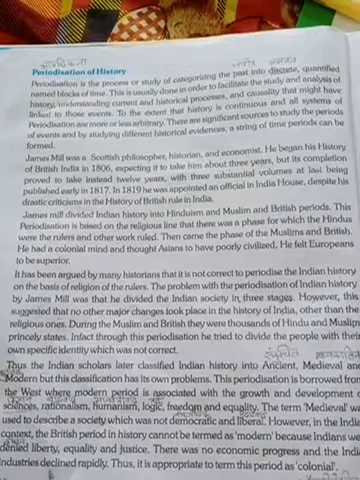 Periodisation of History
Periodisation is the process or study of categorizing the past into discrete, quantified
named blocks of time. This is usually done in order to facilitate the study and analysis of
history, understanding current and historical processes, and causality that might have
linked to those events. To the extent that history is continuous and all systems of
Periodisation are more or less arbitrary. There are significant sources to study the periods
of events and by studying different historical evidences, a string of time periods can be
formed.
James Mill was a Scottish philosopher, historian, and economist. He began his History
of British India in 1806, expecting it to take him about three years, but its completion
proved to take instead twelve years, with three substantial volumes at last being
published early in 1817. In 1819 he was appointed an official in India House, despite his
drastic criticisms in the History of British rule in India.
James mill divided Indian history into Hinduism and Muslim and British periods. This
Periodisation is based on the religious line that there was a phase for which the Hindus
were the rulers and other work ruled. Then came the phase of the Muslims and British.
He had a colonial mind and thought Asians to have poorly civilized. He felt Europeans
to be superior.
It has been argued by many historians that it is not correct to periodise the Indian history
on the basis of religion of the rulers. The problem with the periodisation of Indian history
by James Mill was that he divided the Indian society in three stages. However, this
suggested that no other major changes took place in the history of India, other than the
religious ones. During the Muslim and British they were thousands of Hindu and Muslim
princely states. Infact through this periodisation he tried to divide the people with their
own specific identity which was not correct.
Thus the Indian scholars later classified Indian history into Ancient, Medieval and
Modern but this classification has its own problems. This periodisation is borrowed from
the West where modern period is associated with the growth and development o
sciences, rationalism, humanism, logic, freedom and equality. The term 'Medieval' wa
used to describe a society which was not democratic and liberal. However, in the India
context, the British period in history cannot be termed as 'modern' because Indians we
denied liberty, equality and justice. There was no economic progress and the India
industries declined rapidly. Thus, it is appropriate to term this period as 'colonial'.